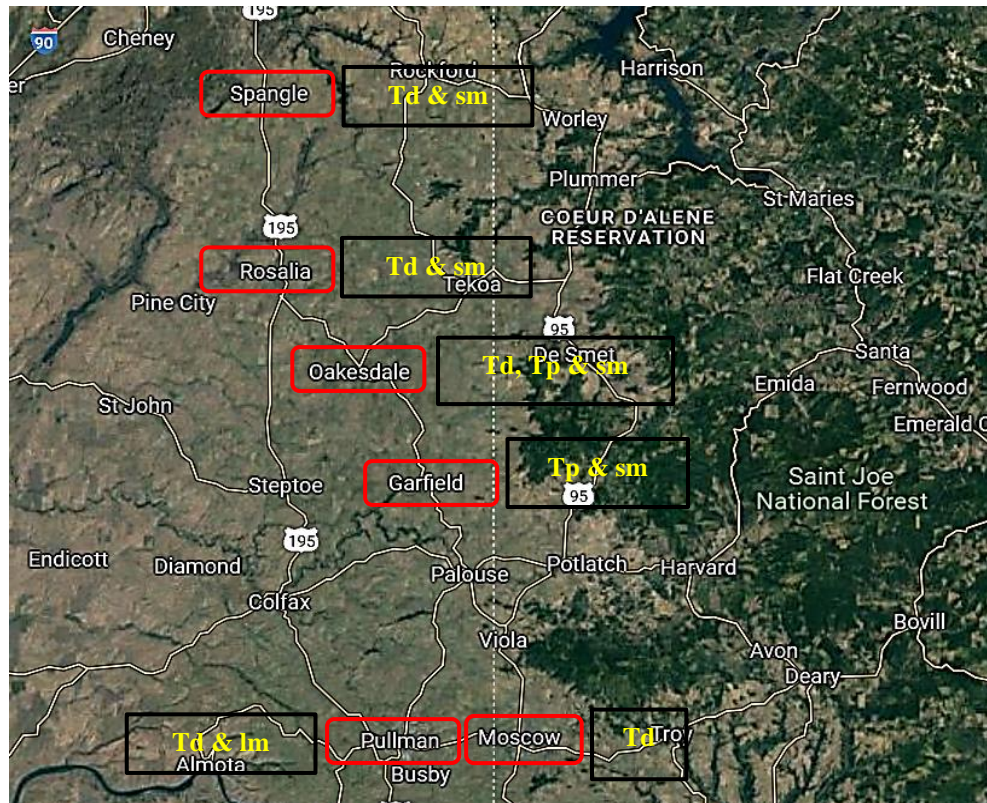 195
90
Cheney
er
Spangle
Rockford
Td & sm
Harrison
Worley
Plummer
St Maries
COEUR D'ALENE
RESERVATION
195
Rosalia
Td & sm
Tekoa
Flat Creek
Pine City
95
De Smet
Santa
Oakesdale
Td, Tp & sm
Emida
Fernwood
St John
Emerald C
Tp & sm
Garfield
Steptoe
95
Saint Joe
National Forest
195
Endicott
Diamond
Palouse
Potlatch
Harvard
Colfax
Bovill
Viola
Avon
Deary
Td & lm
Almota
Pullman
Moscow
Td
Troy
Busby
195